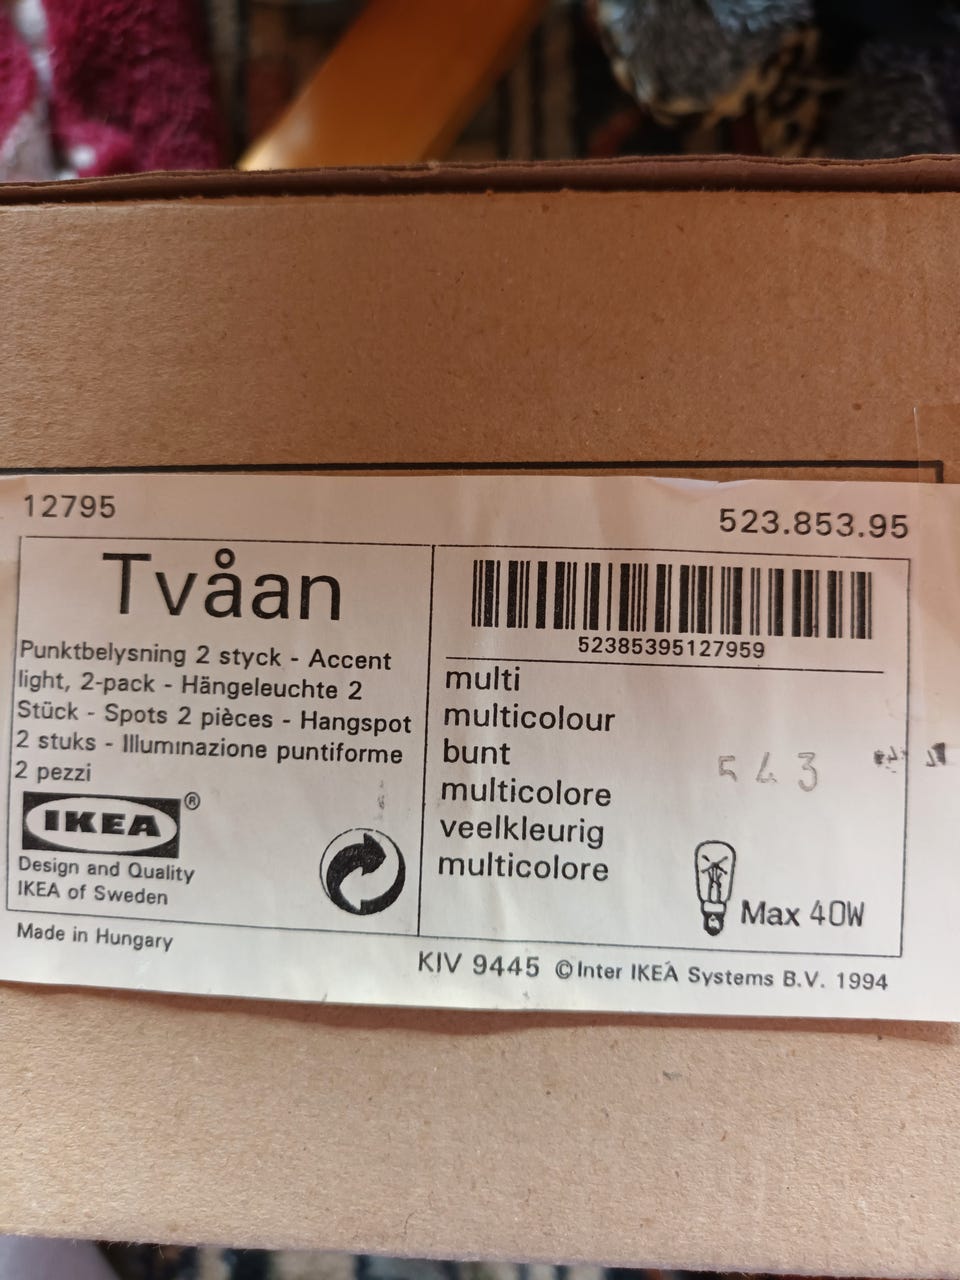 12795
523.853.95
Tvåan
Punktbelysning 2 styck - Accent
light, 2-pack - Hängeleuchte 2
Stück - Spots 2 pièces - Hangspot
2 stuks - Illuminazione puntiforme
2 pezzi
IKEA®
Design and Quality
IKEA of Sweden
Made in Hungary
52385395127959
multi
multicolour
bunt
multicolore
veelkleurig
multicolore
543
Max 40W
KIV 9445 ©Inter IKEA Systems B.V. 1994